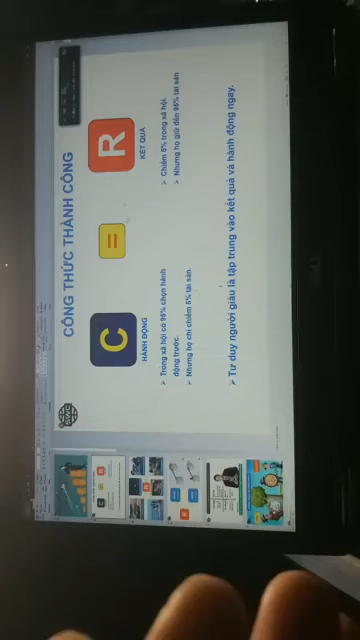 CÔNG THỨC THÀNH CÔNG
C
=
R
HÀNH ĐỘNG
KẾT QUẢ
➢ Trong xã hội có 95% chọn hành
động trước.
➢ Nhưng họ chỉ chiếm 5% tài sản.
➢ Chiếm 5% trong xã hội.
➢ Nhưng họ giữ đến 95% tài sản
➢ Tư duy người giàu là tập trung vào kết quả và hành động ngay.